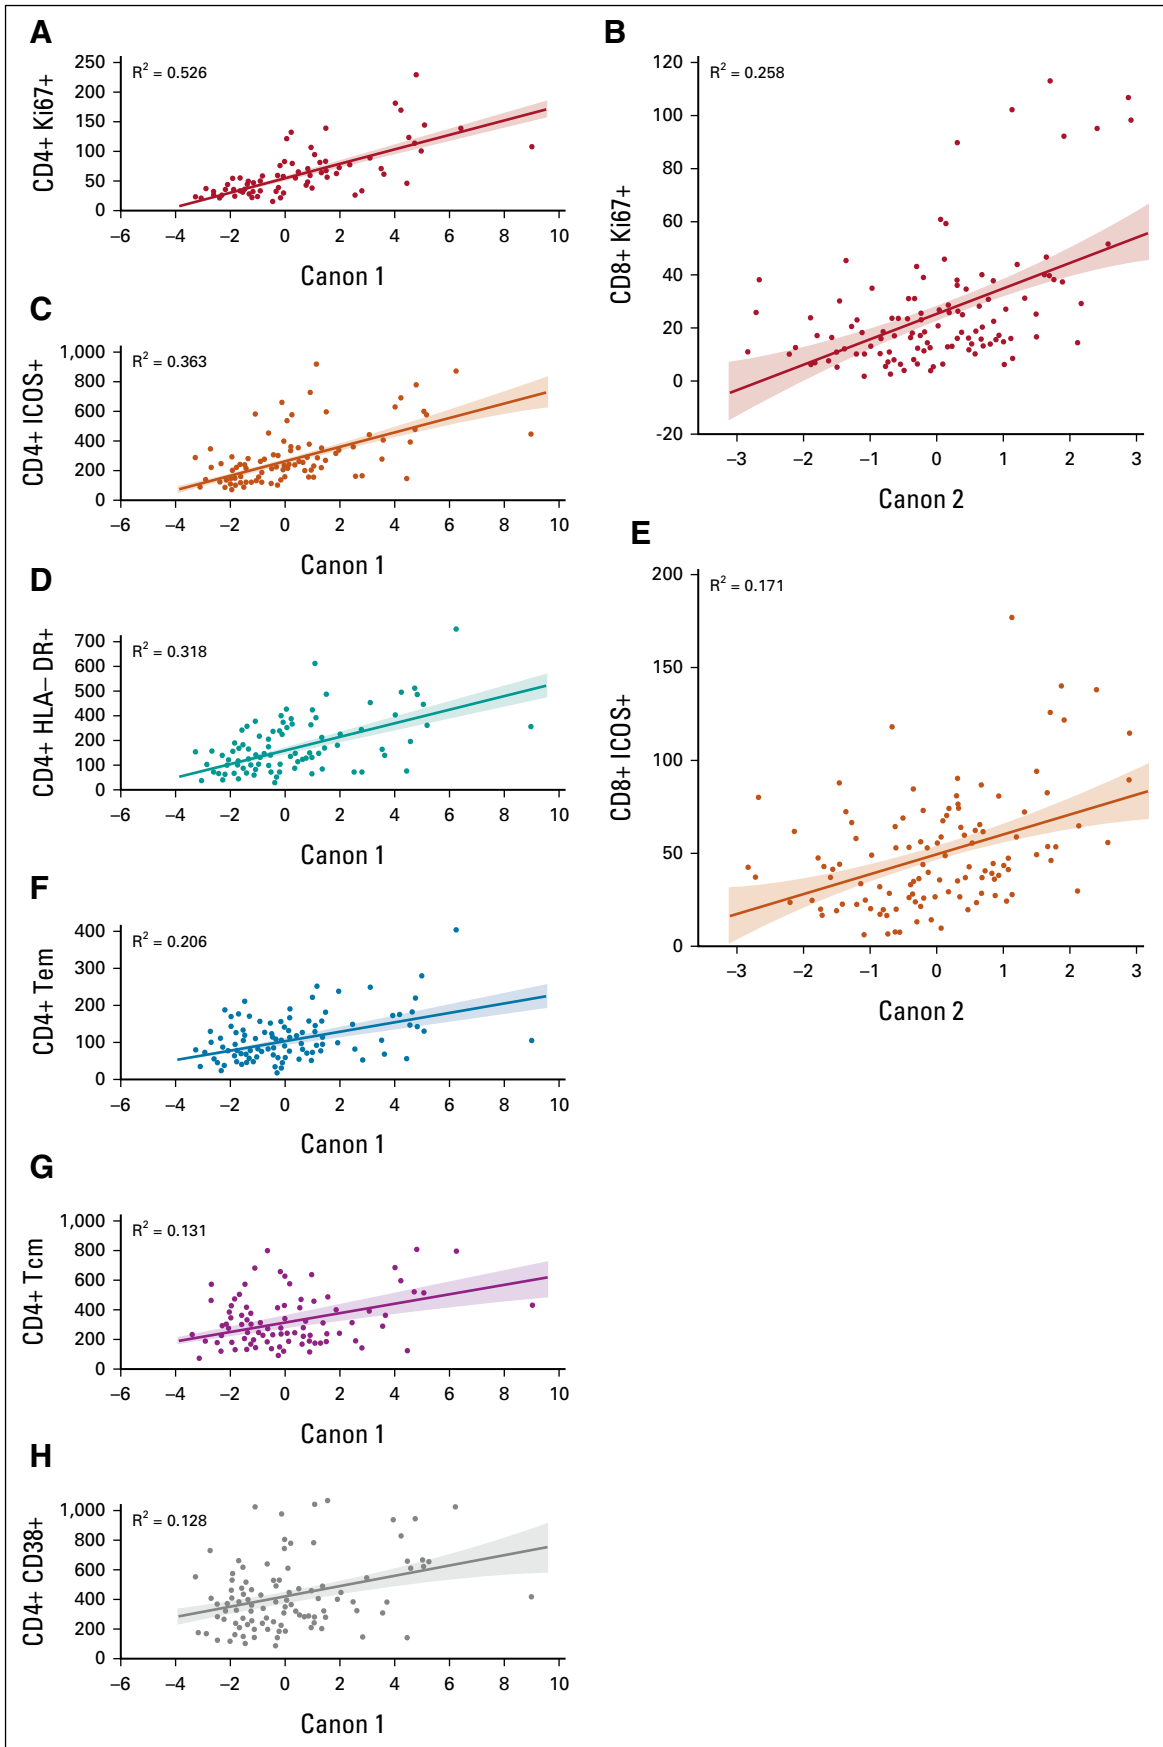 A
R² = 0.526
CD4+ Ki67+
250
200
150
100
50
0
–6 –4 –2 0 2 4 6 8 10
Canon 1
B
R² = 0.258
CD8+ Ki67+
120
100
80
60
40
20
0
-20
–3 –2 –1 0 1 2 3
Canon 2
C
R² = 0.363
CD4+ ICOS+
1,000
800
600
400
200
0
–6 –4 –2 0 2 4 6 8 10
Canon 1
D
R² = 0.318
CD4+ HLA– DR+
700
600
500
400
300
200
100
0
–6 –4 –2 0 2 4 6 8 10
Canon 1
E
R² = 0.171
CD8+ ICOS+
200
150
100
50
0
–3 –2 –1 0 1 2 3
Canon 2
F
R² = 0.206
CD4+ Tem
400
300
200
100
0
–6 –4 –2 0 2 4 6 8 10
Canon 1
G
R² = 0.131
CD4+ Tcm
1,000
800
600
400
200
0
–6 –4 –2 0 2 4 6 8 10
Canon 1
H
R² = 0.128
CD4+ CD38+
1,000
800
600
400
200
0
–6 –4 –2 0 2 4 6 8 10
Canon 1